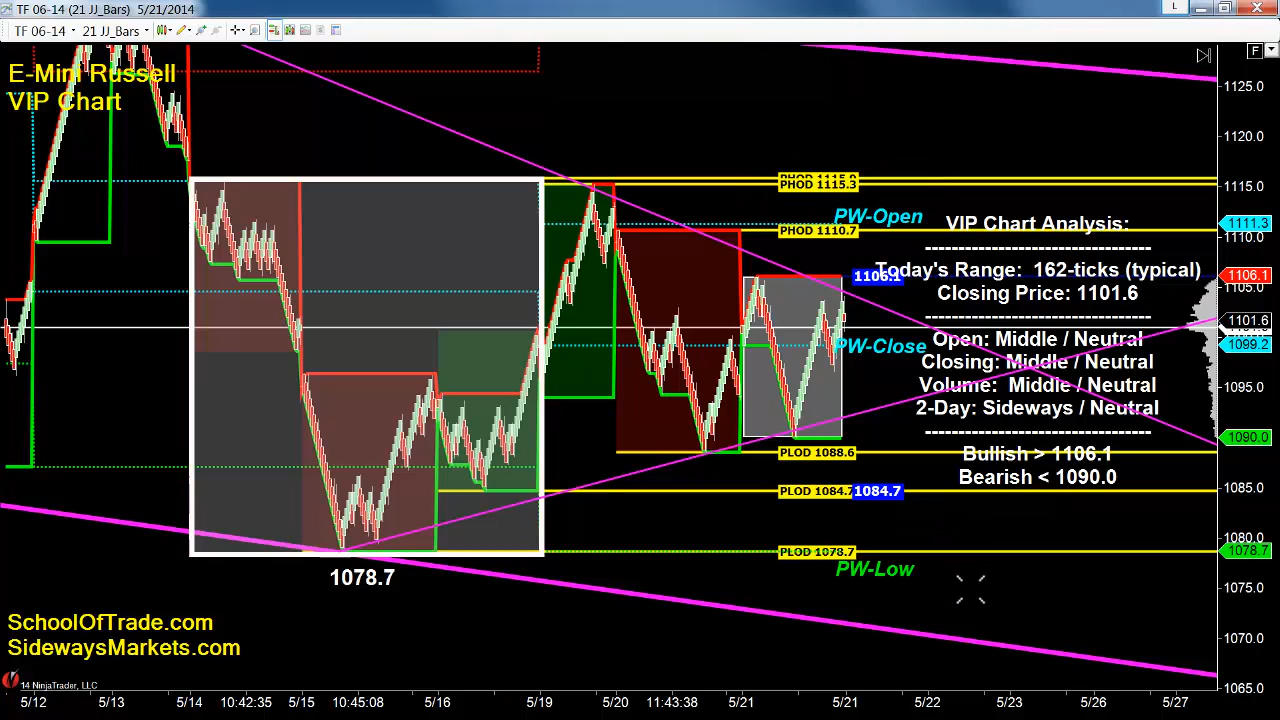 TF 06-14 (21 JJ_Bars) 5/21/2014
L
TF 06-14
21 JJ_Bars
F
E-Mini Russell
VIP Chart
1125.0
1120.0
1115.0
1110.0
1105.0
1095.0
1085.0
1080.0
1075.0
1070.0
1065.0
PHOD 1115.3
PW-Open
1111.3
PHOD 1110.7
VIP Chart Analysis:
-------------------------------
Today's Range: 162-ticks (typical)
1106.1
Closing Price: 1101.6
-------------------------------
1101.6
Open: Middle / Neutral
PW-Close
1099.2
Closing: Middle / Neutral
Volume: Middle / Neutral
2-Day: Sideways / Neutral
-------------------------------
1090.0
Bullish > 1106.1
PLOD 1088.6
Bearish < 1090.0
PLOD 1084.7
1084.7
PLOD 1078.7
1078.7
PW-Low
1078.7
SchoolOfTrade.com
SidewaysMarkets.com
14 NinjaTrader, LLC
5/12 5/13 5/14 10:42:35 5/15 10:45:08 5/16 5/19 5/20 11:43:38 5/21 5/21 5/22 5/23 5/26 5/27